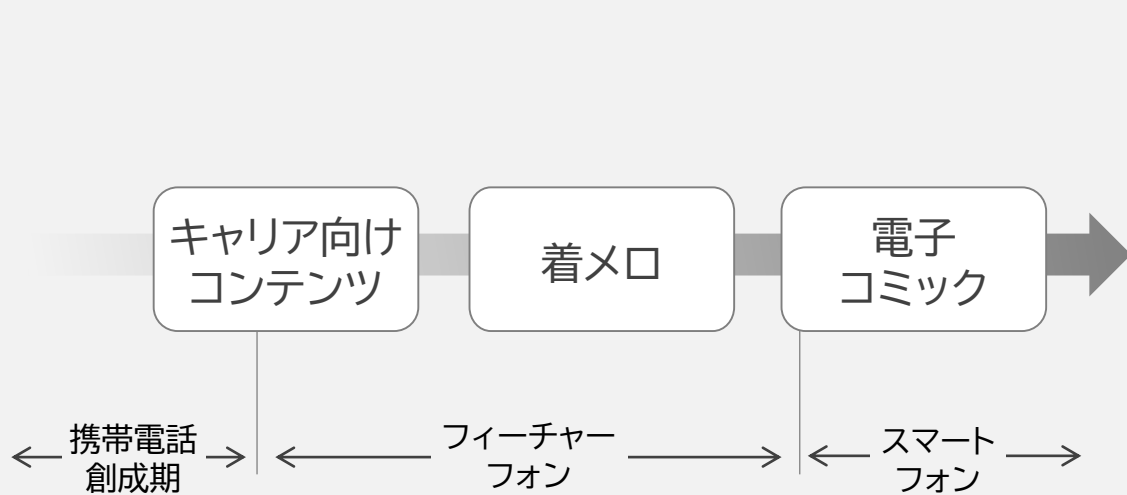 キャリア向け
コンテンツ
着メロ
電子
コミック
携帯電話
創成期
フィーチャー
フォン
スマート
フォン